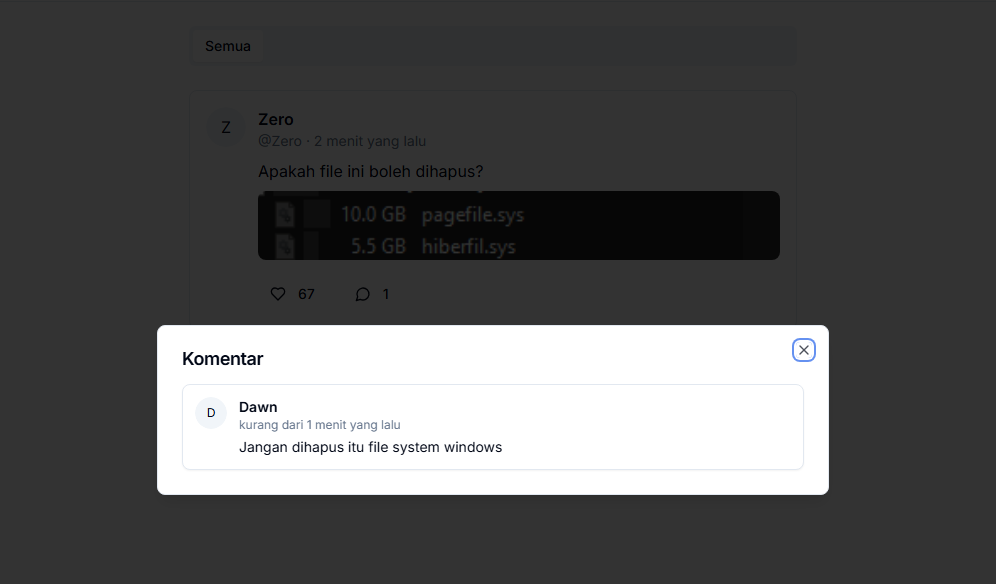 Semua
Z
Zero
@Zero · 2 menit yang lalu
Apakah file ini boleh dihapus?
10.0 GB pagefile.sys
5.5 GB hiberfil.sys
67 1
Komentar
D
Dawn
kurang dari 1 menit yang lalu
Jangan dihapus itu file system windows